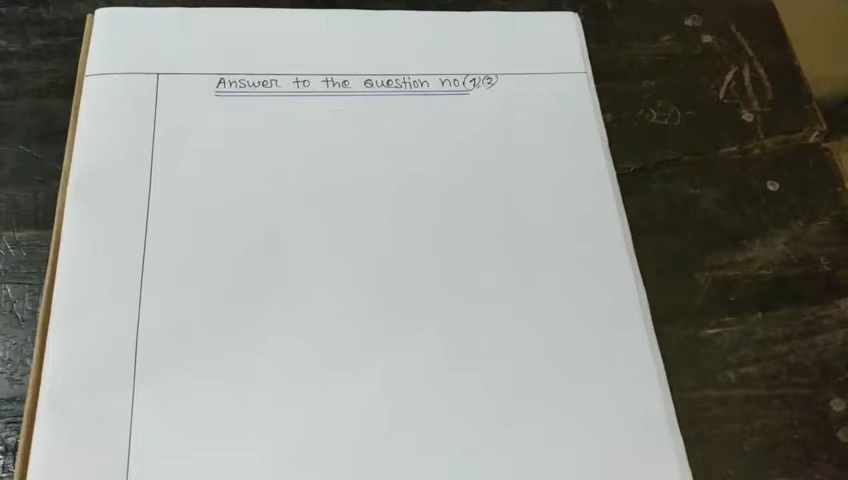 Answer to the question no (1)(2)